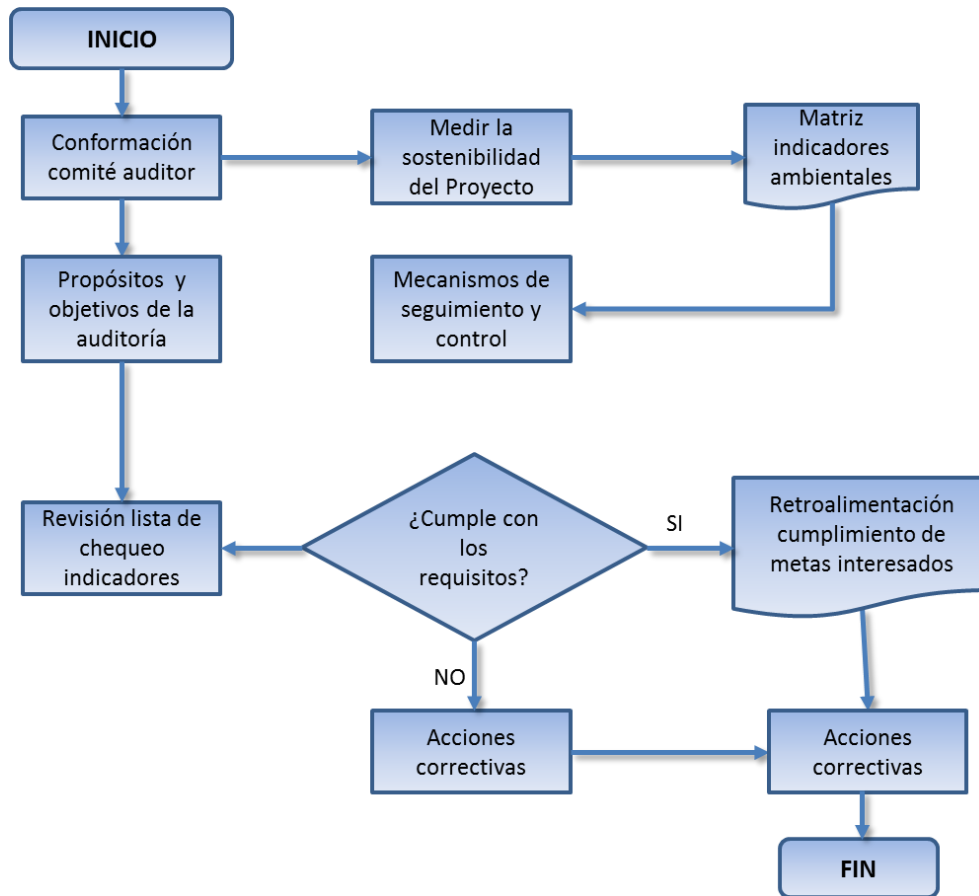 INICIO
Conformación
comité auditor
Medir la
sostenibilidad
del Proyecto
Matriz
indicadores
ambientales
Propósitos y
objetivos de la
auditoría
Mecanismos de
seguimiento y
control
Revisión lista de
chequeo
indicadores
¿Cumple con
los
requisitos?
SI
Retroalimentación
cumplimiento de
metas interesados
NO
Acciones
correctivas
Acciones
correctivas
FIN